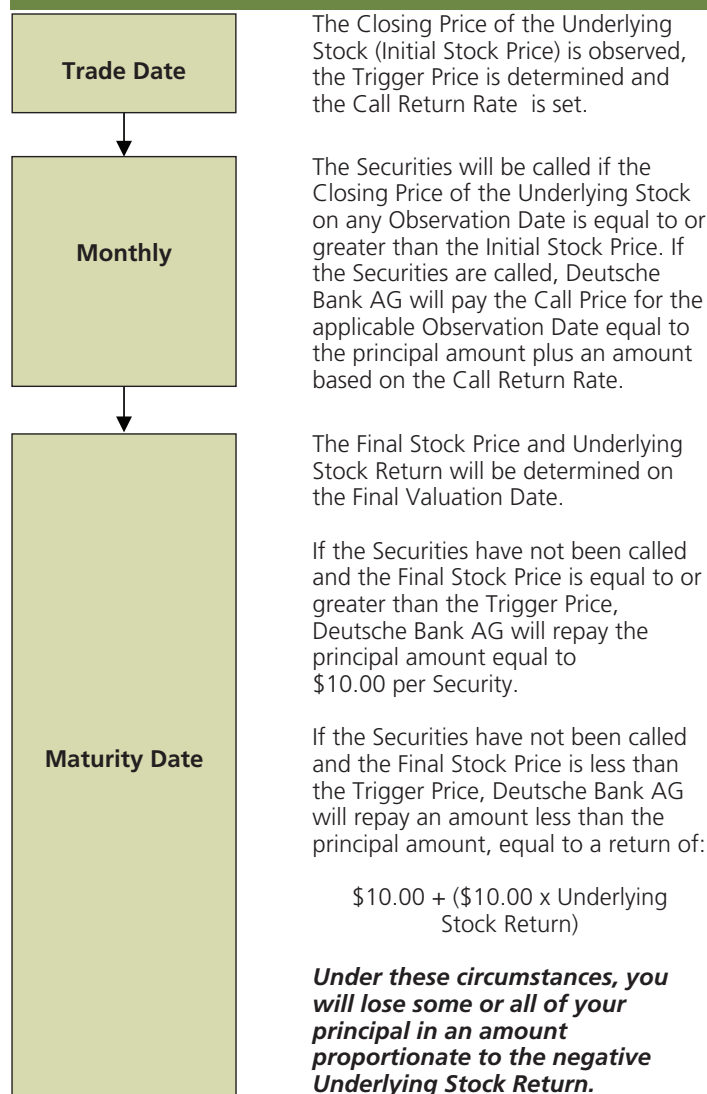 Trade Date
The Closing Price of the Underlying
Stock (Initial Stock Price) is observed,
the Trigger Price is determined and
the Call Return Rate is set.
Monthly
The Securities will be called if the
Closing Price of the Underlying Stock
on any Observation Date is equal to or
greater than the Initial Stock Price. If
the Securities are called, Deutsche
Bank AG will pay the Call Price for the
applicable Observation Date equal to
the principal amount plus an amount
based on the Call Return Rate.
Maturity Date
The Final Stock Price and Underlying
Stock Return will be determined on
the Final Valuation Date.
If the Securities have not been called
and the Final Stock Price is equal to or
greater than the Trigger Price,
Deutsche Bank AG will repay the
principal amount equal to
$10.00 per Security.
If the Securities have not been called
and the Final Stock Price is less than
the Trigger Price, Deutsche Bank AG
will repay an amount less than the
principal amount, equal to a return of:
$10.00 + ($10.00 x Underlying
Stock Return)
Under these circumstances, you
will lose some or all of your
principal in an amount
proportionate to the negative
Underlying Stock Return.